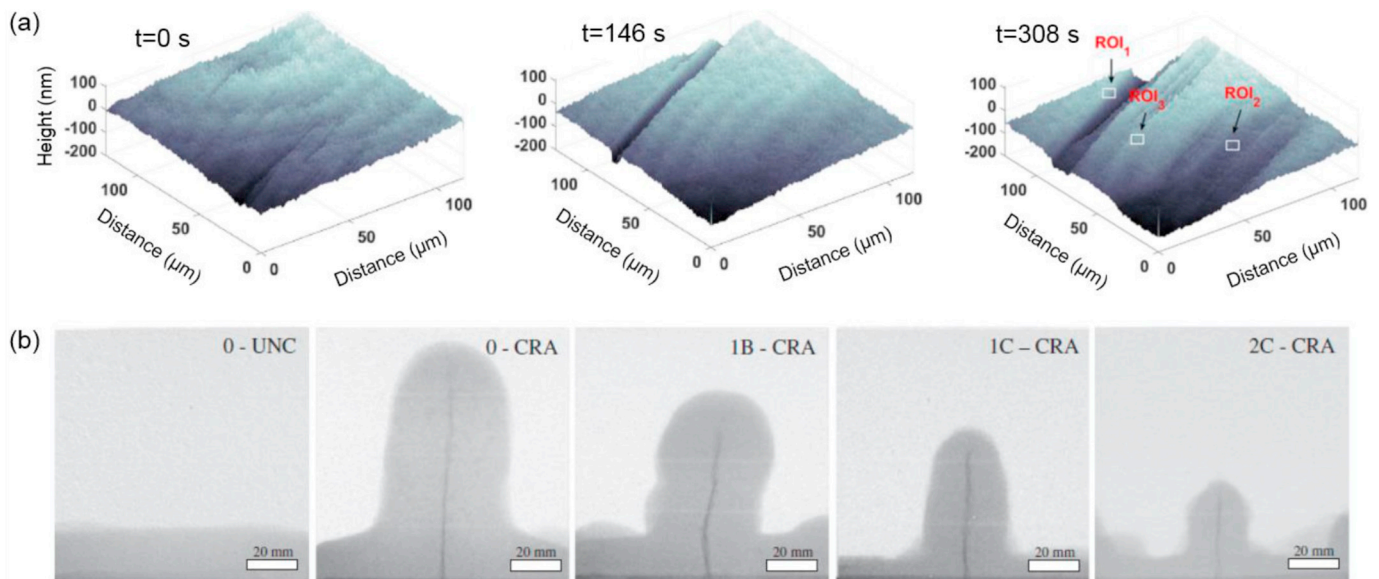 (a)
t=0 s
t=146 s
t=308 s
ROI1
ROI3
ROI2
Height (nm)
100
0
-100
-200
100
50
0
0
50
100
Distance (µm)
Distance (µm)
100
0
-100
-200
100
50
0
0
50
100
Distance (µm)
Distance (µm)
100
0
-100
-200
100
50
0
0
50
100
Distance (µm)
Distance (µm)
(b)
0 - UNC
0 - CRA
1B - CRA
1C – CRA
2C - CRA
20 mm
20 mm
20 mm
20 mm
20 mm